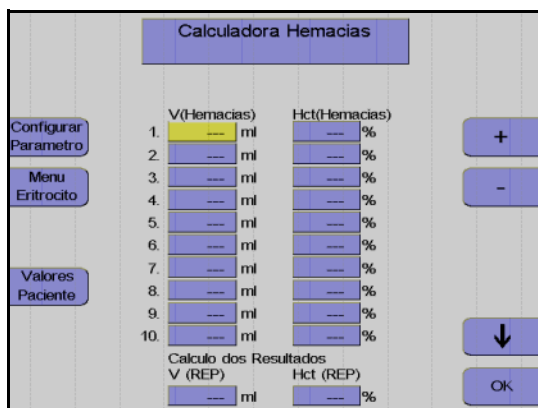 Calculadora Hemacias
V(Hemacias) Hct(Hemacias)
Configurar
Parametro
Menu
Eritrocito
Valores
Paciente
1. --- ml --- %
2. --- ml --- %
3. --- ml --- %
4. --- ml --- %
5. --- ml --- %
6. --- ml --- %
7. --- ml --- %
8. --- ml --- %
9. --- ml --- %
10. --- ml --- %
Calculo dos Resultados
V (REP) Hct (REP)
--- ml --- %
+
-
↓
OK